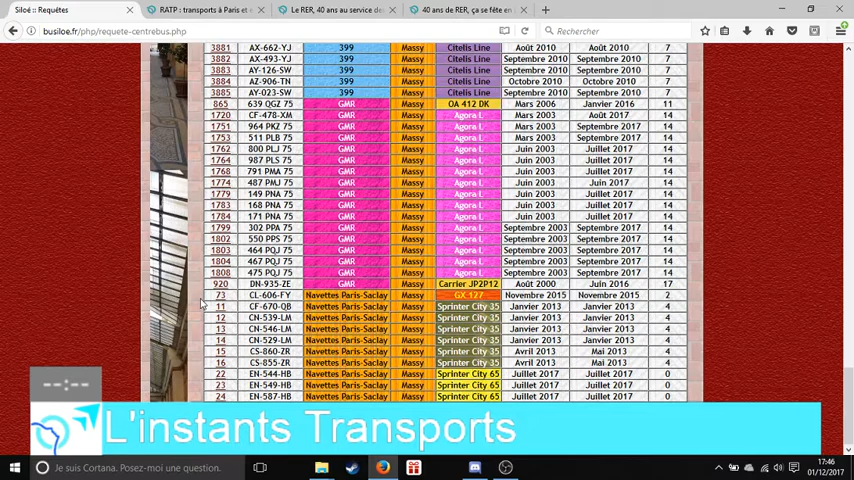 Siloé – Requêtes
RATP : transports à Paris et
Le RER, 40 ans au service de
40 ans de RER, ça se fête en
busiloe.fr/php/requete-centrebus.php
Rechercher
3881 AX-662-YJ 399 Massy Citelis Line Août 2010 Août 2010 7
3882 AX-493-YJ 399 Massy Citelis Line Septembre 2010 Septembre 2010 7
3883 AY-126-SW 399 Massy Citelis Line Septembre 2010 Septembre 2010 7
3884 AZ-906-TN 399 Massy Citelis Line Octobre 2010 Octobre 2010 7
3885 AY-023-SW 399 Massy Citelis Line Septembre 2010 Septembre 2010 7
865 639 QGZ 75 GMR Massy OA 412 DK Mars 2006 Janvier 2016 11
1720 CF-478-XM GMR Massy Agora L Mars 2003 Août 2017 14
1751 964 PKZ 75 GMR Massy Agora L Mars 2003 Septembre 2017 14
1753 511 PLB 75 GMR Massy Agora L Mars 2003 Septembre 2017 14
1762 800 PLJ 75 GMR Massy Agora L Juin 2003 Juillet 2017 14
1766 987 PLS 75 GMR Massy Agora L Juin 2003 Juillet 2017 14
1768 791 PMA 75 GMR Massy Agora L Juin 2003 Juillet 2017 14
1774 487 PMJ 75 GMR Massy Agora L Juin 2003 Juin 2017 14
1779 149 PNA 75 GMR Massy Agora L Juin 2003 Juillet 2017 14
1783 168 PNA 75 GMR Massy Agora L Juin 2003 Juillet 2017 14
1784 171 PNA 75 GMR Massy Agora L Juin 2003 Juillet 2017 14
1799 302 PPA 75 GMR Massy Agora L Septembre 2003 Septembre 2017 14
1802 550 PPS 75 GMR Massy Agora L Septembre 2003 Septembre 2017 14
1803 464 PQJ 75 GMR Massy Agora L Septembre 2003 Septembre 2017 14
1804 467 PQJ 75 GMR Massy Agora L Septembre 2003 Septembre 2017 14
1808 475 PQJ 75 GMR Massy Agora L Septembre 2003 Septembre 2017 14
920 DN-935-ZE GMR Massy Carrier JP2P12 Août 2000 Juin 2016 17
73 CL-606-FY Navettes Paris-Saclay Massy GX 127 Novembre 2015 Novembre 2015 2
11 CF-670-QB Navettes Paris-Saclay Massy Sprinter City 35 Janvier 2013 Janvier 2013 4
12 CN-539-LM Navettes Paris-Saclay Massy Sprinter City 35 Janvier 2013 Janvier 2013 4
13 CN-546-LM Navettes Paris-Saclay Massy Sprinter City 35 Janvier 2013 Janvier 2013 4
14 CN-529-LM Navettes Paris-Saclay Massy Sprinter City 35 Janvier 2013 Janvier 2013 4
15 CS-860-ZR Navettes Paris-Saclay Massy Sprinter City 35 Avril 2013 Mai 2013 4
16 CS-855-ZR Navettes Paris-Saclay Massy Sprinter City 35 Avril 2013 Mai 2013 4
22 EN-544-HB Navettes Paris-Saclay Massy Sprinter City 65 Juillet 2017 Juillet 2017 0
23 EN-549-HB Navettes Paris-Saclay Massy Sprinter City 65 Juillet 2017 Juillet 2017 0
24 EN-587-HB Navettes Paris-Saclay Massy Sprinter City 65 Juillet 2017 Juillet 2017 0
--:--
L'instants Transports
Je suis Cortana. Posez-moi une question.
17:46
01/12/2017